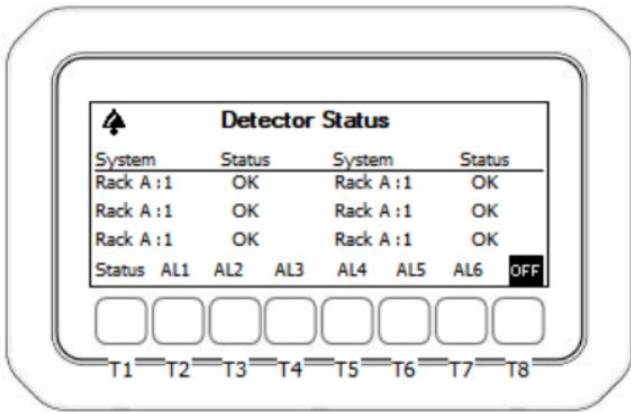 Detector Status
System Status System Status
Rack A :1 OK Rack A :1 OK
Rack A :1 OK Rack A :1 OK
Rack A :1 OK Rack A :1 OK
Status AL1 AL2 AL3 AL4 AL5 AL6 OFF
T1 T2 T3 T4 T5 T6 T7 T8